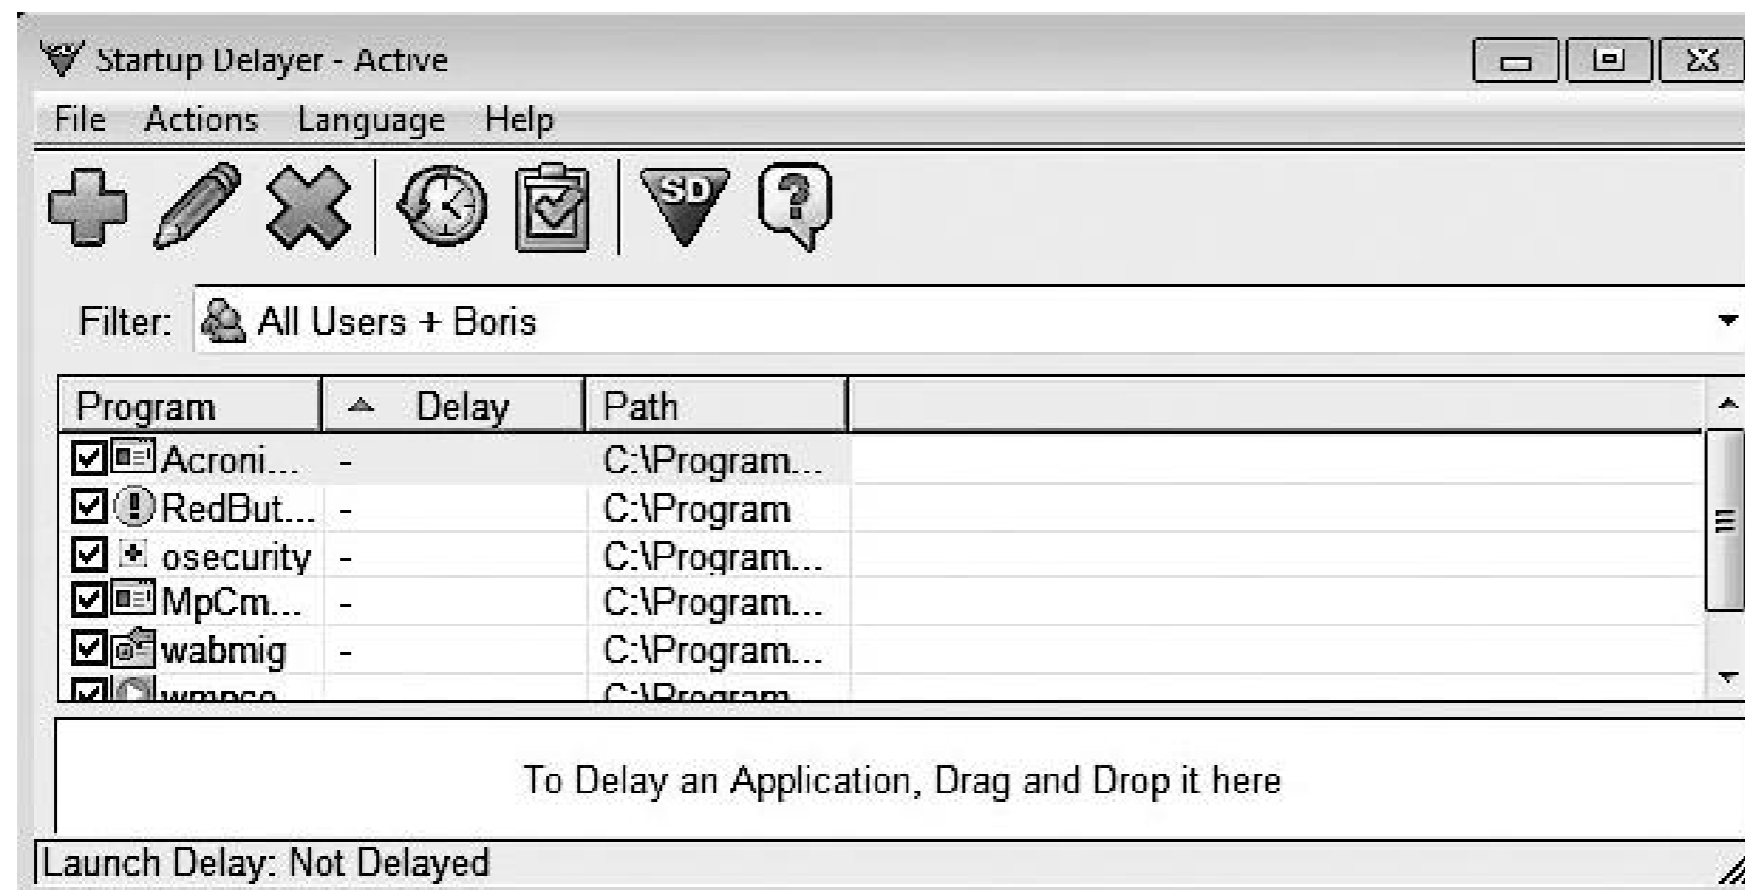 Startup Delayer - Active
File Actions Language Help
SD ?
Filter: All Users + Boris
Program Delay Path
Acroni... - C:\Program...
RedBut... - C:\Program
osecurity - C:\Program...
MpCm... - C:\Program...
wabmig - C:\Program...
C:\Program
To Delay an Application, Drag and Drop it here
Launch Delay: Not Delayed